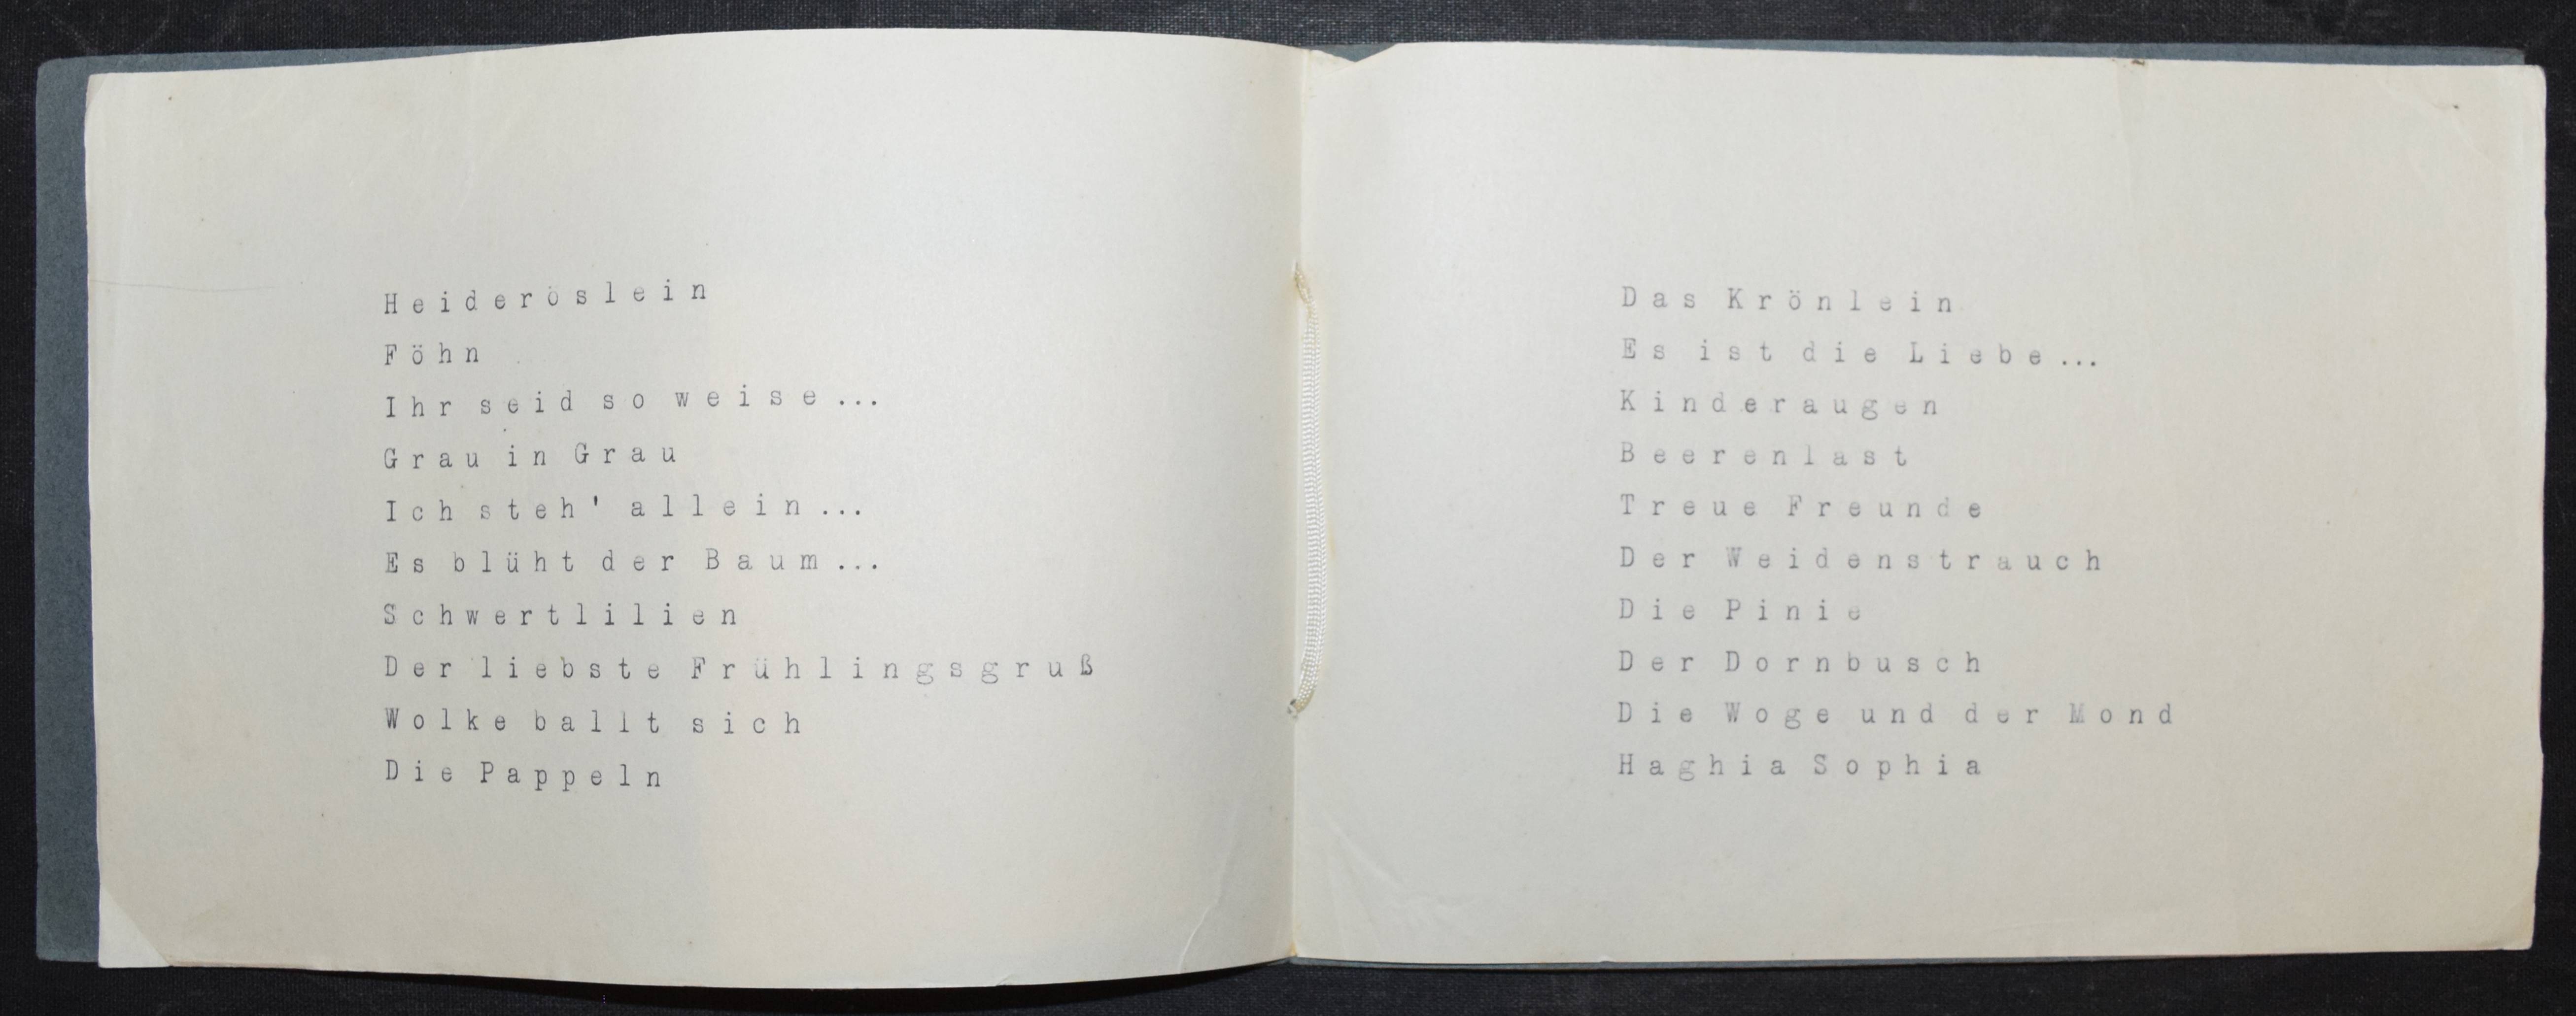 Heideröslein
Föhn
Ihr seid so weise...
Grau in Grau
Ich steh' allein...
Es blüht der Baum...
Schwertlilien
Der liebste Frühlingsgruß
Wolke ballt sich
Die Pappeln
Das Krönlein
Es ist die Liebe...
Kinderaugen
Beerenlast
Treue Freunde
Der Weidenstrauch
Die Pinie
Der Dornbusch
Die Woge und der Mond
Haghia Sophia